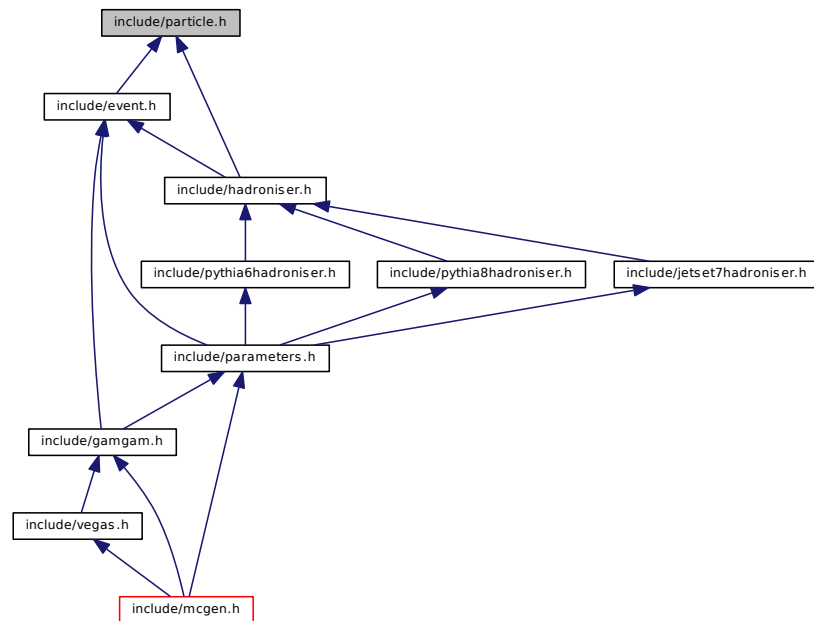 include/particle.h
include/event.h
include/hadroniser.h
include/pythia6hadroniser.h
include/pythia8hadroniser.h
include/jetset7hadroniser.h
include/parameters.h
include/gamgam.h
include/vegas.h
include/mcgen.h